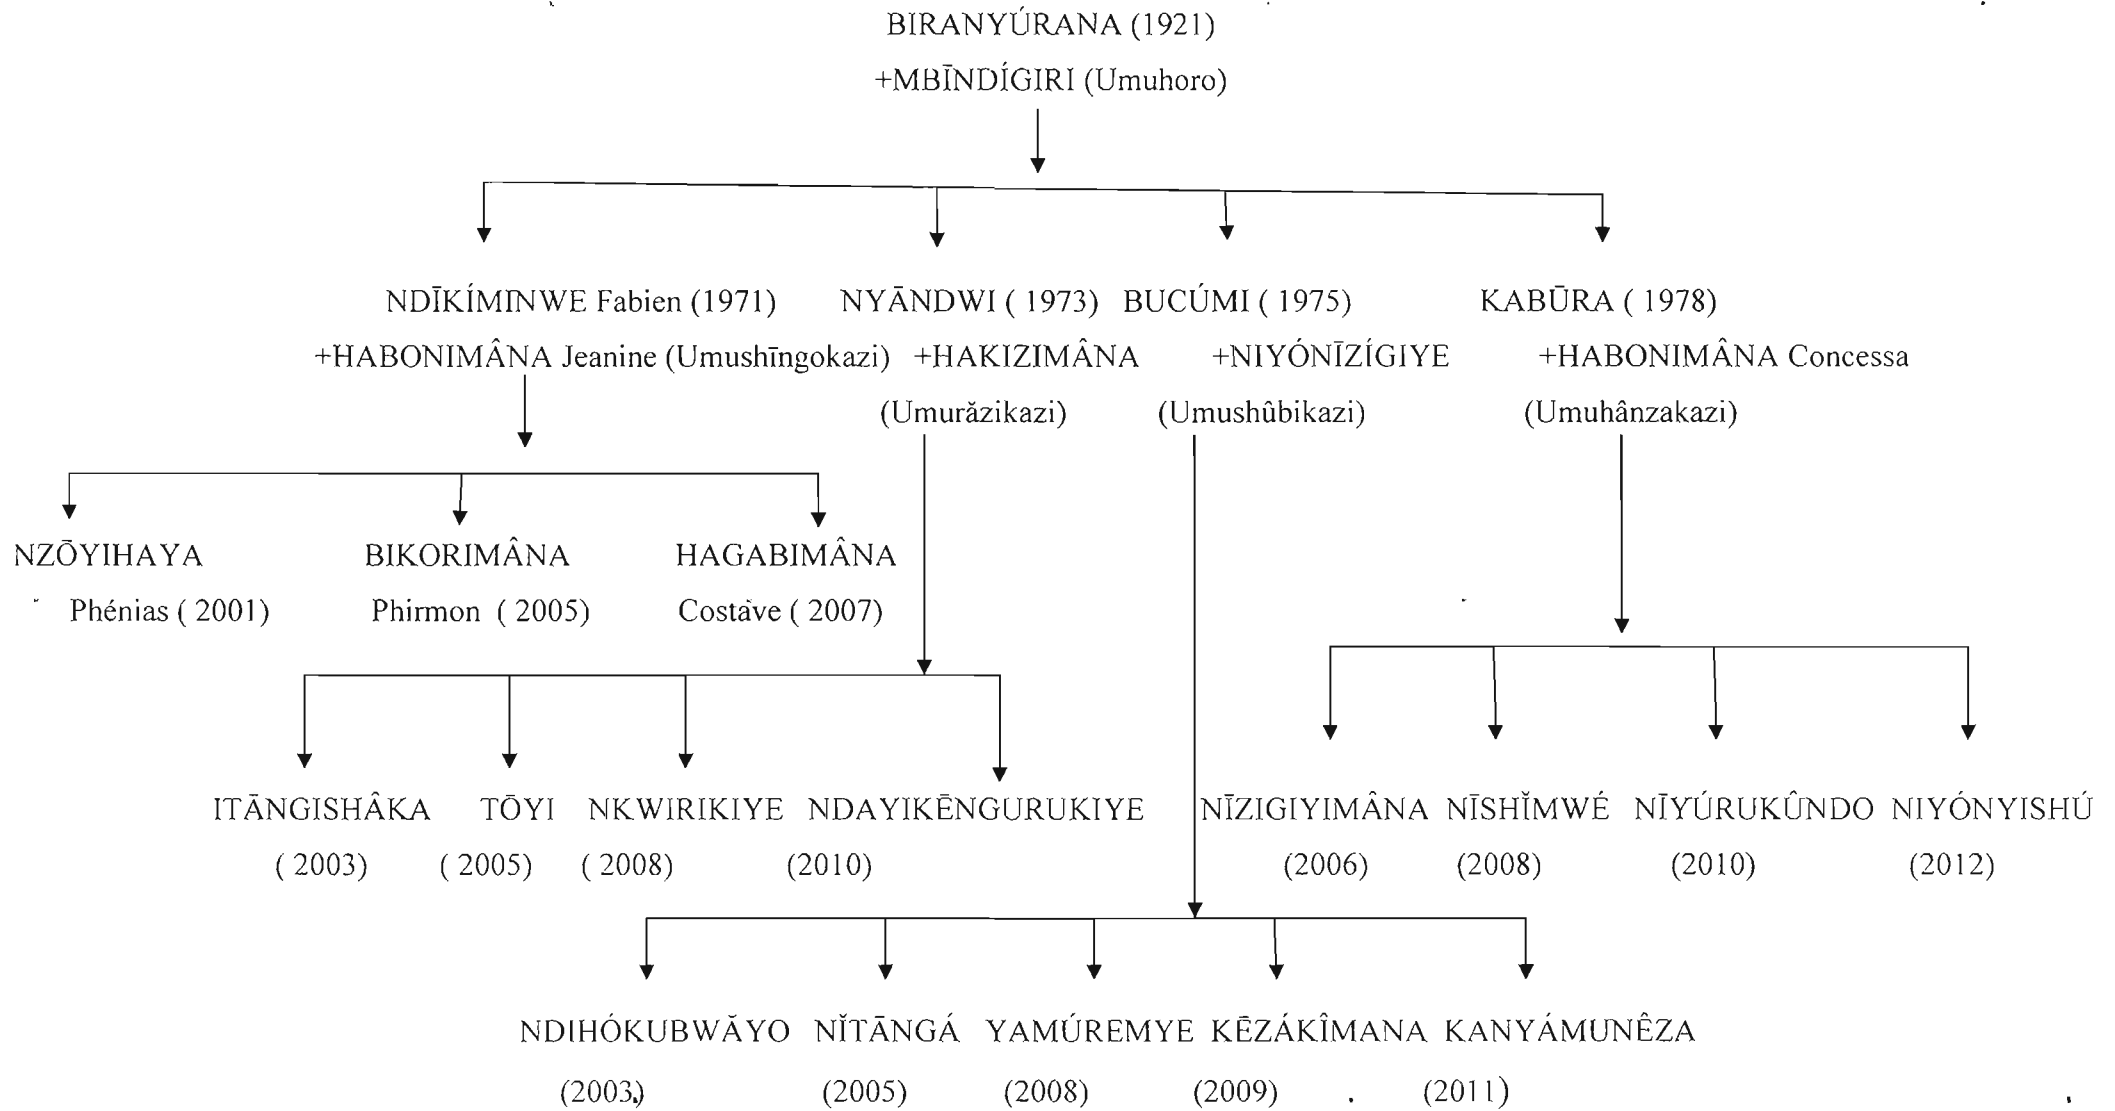 BIRANYÚRANA (1921)
+MBĪNDÍGIRI (Umuhoro)
NDĪKÍMINWE Fabien (1971) NYĀNDWI ( 1973) BUCÚMI ( 1975) KABŪRA ( 1978)
+HABONIMÂNA Jeanine (Umushīngokazi) +HAKIZIMÂNA +NIYÓNĪZÍGIYE +HABONIMÂNA Concessa
(Umurăzikazi) (Umushûbikazi) (Umuhânzakazi)
NZŌYIHAYA BIKORIMÂNA HAGABIMÂNA
Phénias ( 2001) Phirmon ( 2005) Costave ( 2007)
ITĀNGISHÂKA TŌYI NKWIRIKIYE NDAYIKĒNGURUKIYE NĪZIGIYIMÂNA NĪSHĬMWÉ NĪYÚRUKÛNDO NIYÓNYISHÚ
( 2003) ( 2005) ( 2008) (2010) (2006) (2008) (2010) (2012)
NDIHÓKUBWĂYO NĬTĀNGÁ YAMÚREMYE KĒZÁKÎMANA KANYÁMUNÊZA
(2003) (2005) (2008) (2009) (2011)